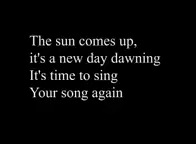 The sun comes up,
it's a new day dawning
It's time to sing
Your song again